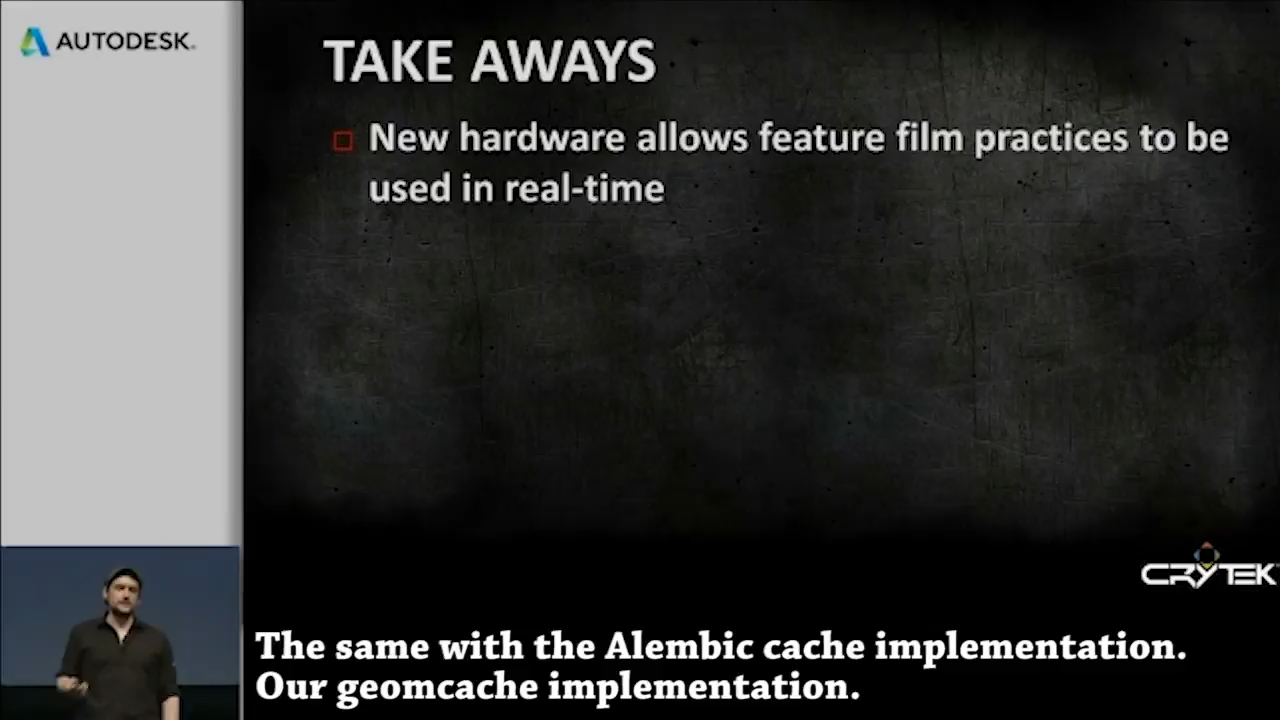 AUTODESK.
TAKE AWAYS
New hardware allows feature film practices to be
used in real-time
CRYTEK
The same with the Alembic cache implementation.
Our geomcache implementation.